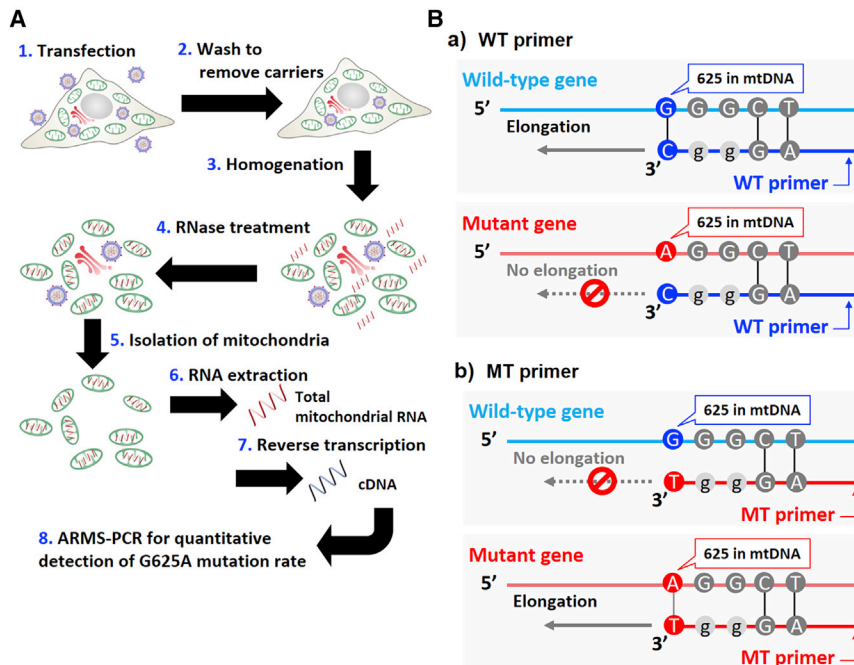 A
1. Transfection
2. Wash to
remove carriers
3. Homogenation
4. RNase treatment
5. Isolation of mitochondria
6. RNA extraction
Total
mitochondrial RNA
7. Reverse transcription
cDNA
8. ARMS-PCR for quantitative
detection of G625A mutation rate
B
a) WT primer
625 in mtDNA
Wild-type gene
5’ G G G C T
Elongation
3’ C g g G A
WT primer
625 in mtDNA
Mutant gene
5’ A G G C T
No elongation
3’ C g g G A
WT primer
b) MT primer
625 in mtDNA
Wild-type gene
5’ G G G C T
No elongation
3’ T g g G A
MT primer
625 in mtDNA
Mutant gene
5’ A G G C T
Elongation
3’ T g g G A
MT primer